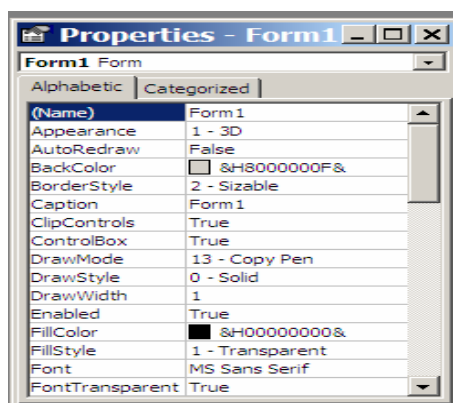 Properties - Form1
Form1 Form
Alphabetic Categorized
(Name) Form1
Appearance 1 - 3D
AutoRedraw False
BackColor &H8000000F&
BorderStyle 2 - Sizable
Caption Form1
ClipControls True
ControlBox True
DrawMode 13 - Copy Pen
DrawStyle 0 - Solid
DrawWidth 1
Enabled True
FillColor &H00000000&
FillStyle 1 - Transparent
Font MS Sans Serif
FontTransparent True